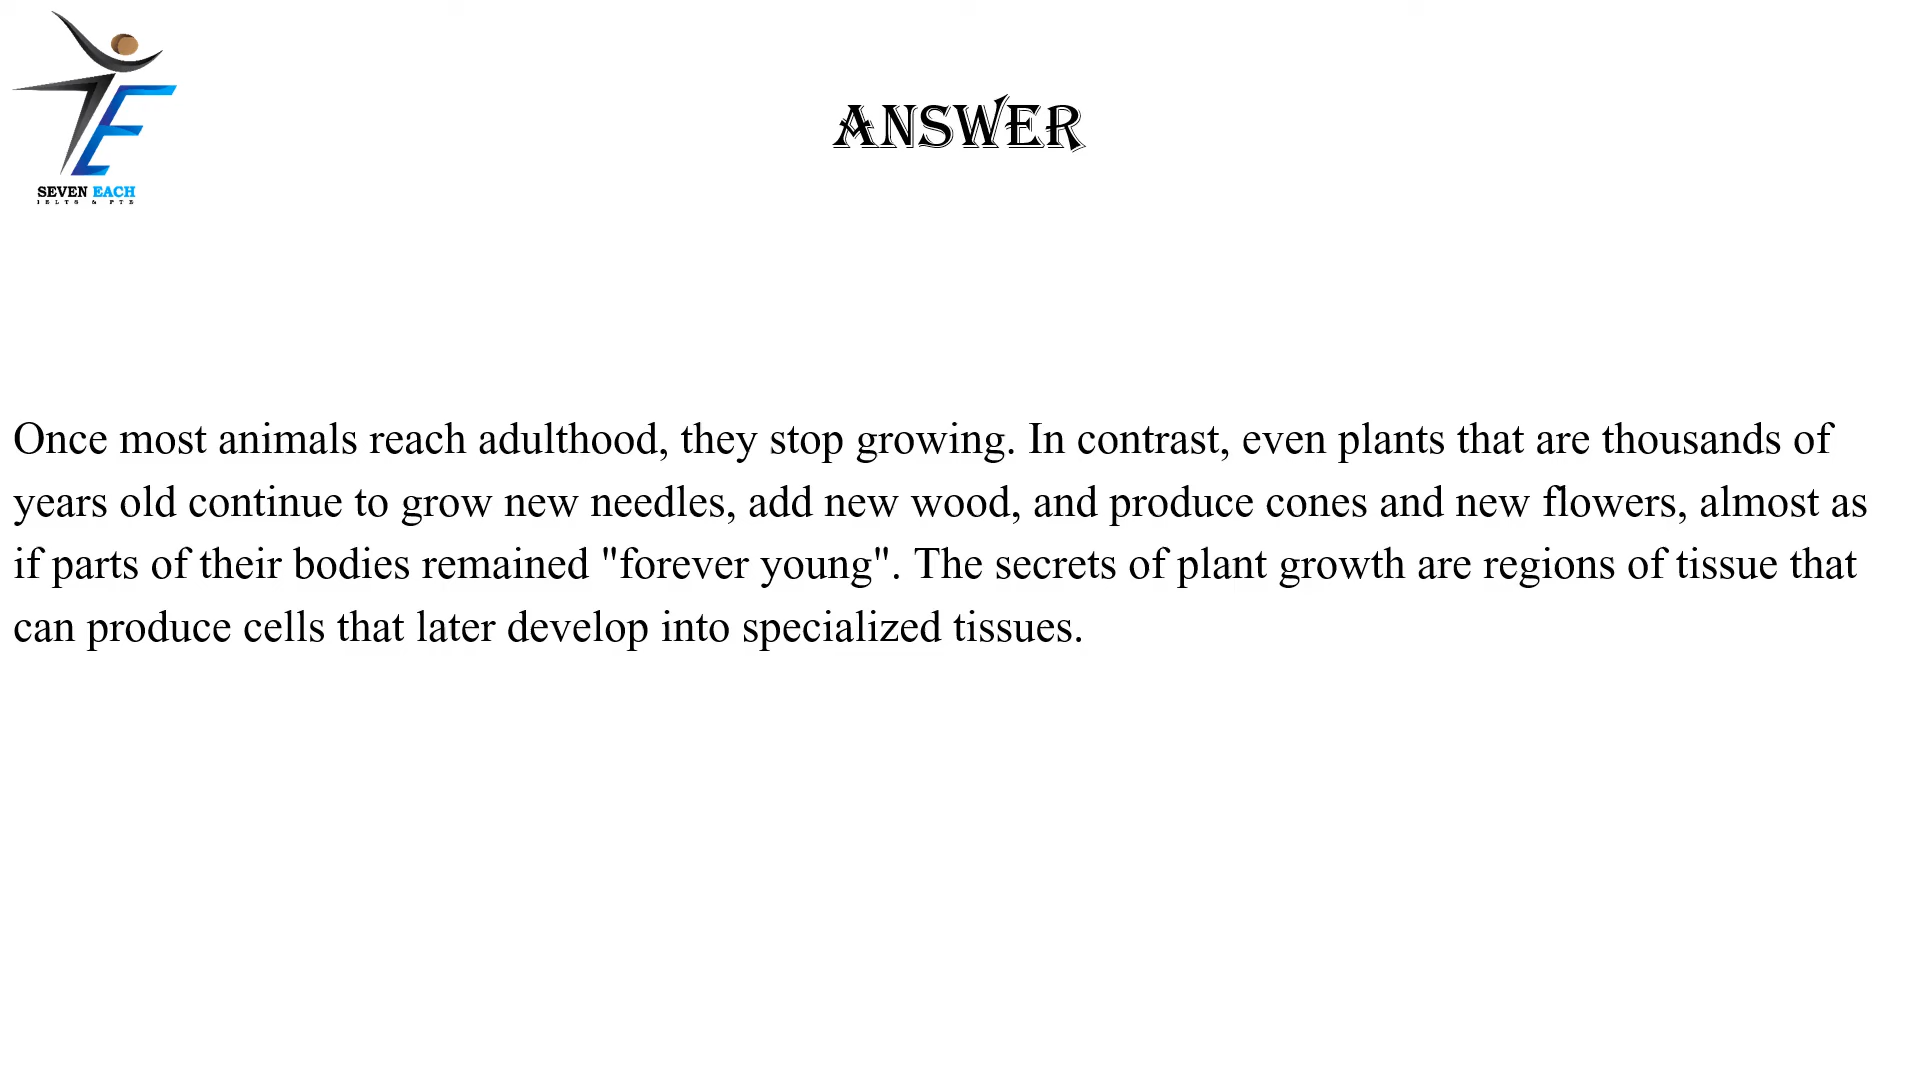 SEVEN EACH
IELTS & PTE
ANSWER
Once most animals reach adulthood, they stop growing. In contrast, even plants that are thousands of
years old continue to grow new needles, add new wood, and produce cones and new flowers, almost as
if parts of their bodies remained "forever young". The secrets of plant growth are regions of tissue that
can produce cells that later develop into specialized tissues.